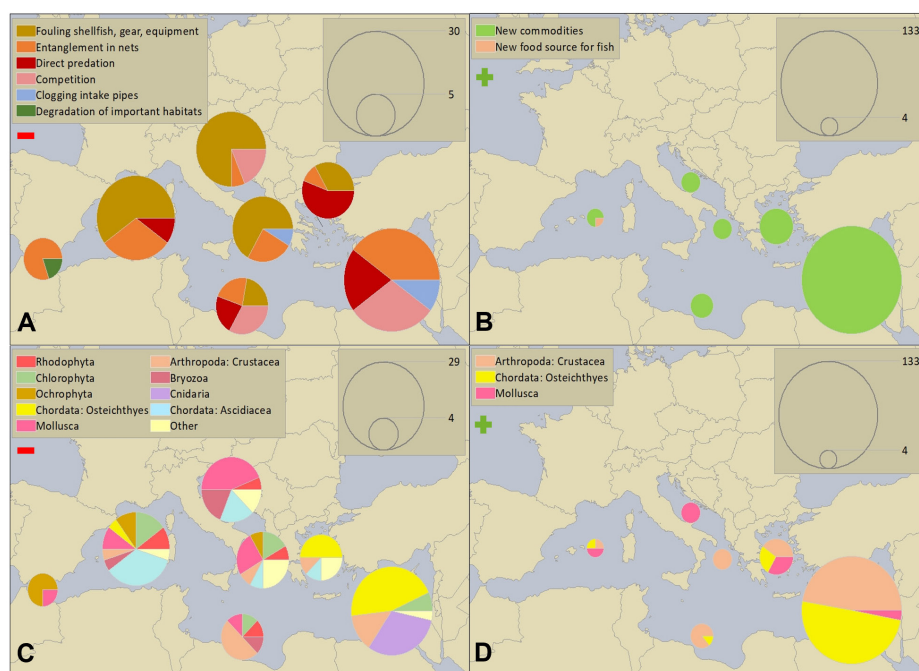 Fouling shellfish, gear, equipment
Entanglement in nets
Direct predation
Competition
Clogging intake pipes
Degradation of important habitats
30
5
A
New commodities
New food source for fish
133
4
B
Rhodophyta
Chlorophyta
Ochrophyta
Chordata: Osteichthyes
Mollusca
Arthropoda: Crustacea
Bryozoa
Cnidaria
Chordata: Ascidiacea
Other
29
4
C
Arthropoda: Crustacea
Chordata: Osteichthyes
Mollusca
133
4
D